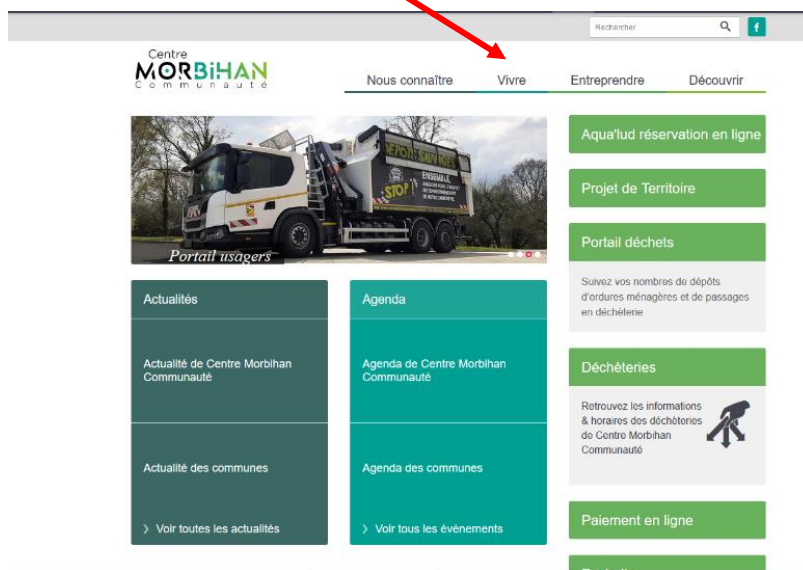 Rechercher
f
Centre
MORBiHAN
Communauté
Nous connaître
Vivre
Entreprendre
Découvrir
DÉPÔT SAUVAGE
STOP !
ENSEMBLE,
Portail usagers
Aqua'lud réservation en ligne
Projet de Territoire
Portail déchets
Suivez vos nombres de dépôts
d'ordures ménagères et de passages
en déchèterie
Actualités
Actualité de Centre Morbihan
Communauté
Actualité des communes
Voir toutes les actualités
Agenda
Agenda de Centre Morbihan
Communauté
Agenda des communes
Voir tous les évènements
Déchèteries
Retrouvez les informations
& horaires des déchèteries
de Centre Morbihan
Communauté
Paiement en ligne